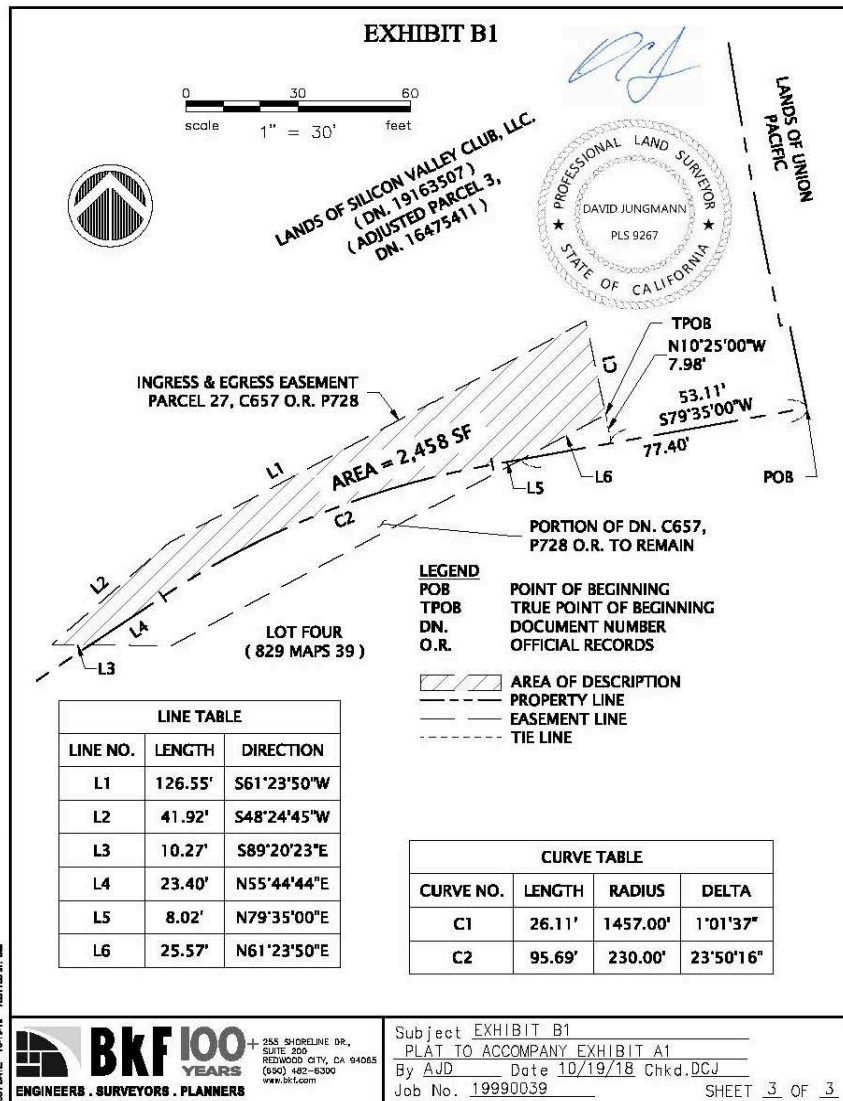 EXHIBIT B1
0 30 60
scale 1" = 30' feet
LANDS OF SILICON VALLEY CLUB, LLC.
( DN. 19163507 )
( ADJUSTED PARCEL 3,
DN. 16475411 )
PROFESSIONAL LAND SURVEYOR
DAVID JUNGMANN
PLS 9267
STATE OF CALIFORNIA
LANDS OF UNION
PACIFIC
TPOB
N10°25'00"W
7.98'
C1
53.11'
S79°35'00"W
77.40'
POB
INGRESS & EGRESS EASEMENT
PARCEL 27, C657 O.R. P728
L1
AREA = 2,458 SF
L6
L5
C2
PORTION OF DN. C657,
P728 O.R. TO REMAIN
L2
L4
L3
LOT FOUR
( 829 MAPS 39 )
LEGEND
POB POINT OF BEGINNING
TPOB TRUE POINT OF BEGINNING
DN. DOCUMENT NUMBER
O.R. OFFICIAL RECORDS
AREA OF DESCRIPTION
PROPERTY LINE
EASEMENT LINE
TIE LINE
LINE TABLE
LINE NO. LENGTH DIRECTION
L1 126.55' S61°23'50"W
L2 41.92' S48°24'45"W
L3 10.27' S89°20'23"E
L4 23.40' N55°44'44"E
L5 8.02' N79°35'00"E
L6 25.57' N61°23'50"E
CURVE TABLE
CURVE NO. LENGTH RADIUS DELTA
C1 26.11' 1457.00' 1°01'37"
C2 95.69' 230.00' 23°50'16"
BKF 100+ YEARS
ENGINEERS . SURVEYORS . PLANNERS
255 SHORELINE DR.,
SUITE 200
REDWOOD CITY, CA 94065
(650) 482-6300
www.bkf.com
Subject EXHIBIT B1
PLAT TO ACCOMPANY EXHIBIT A1
By AJD Date 10/19/18 Chkd.DCJ
Job No. 19990039
SHEET 3 OF 3